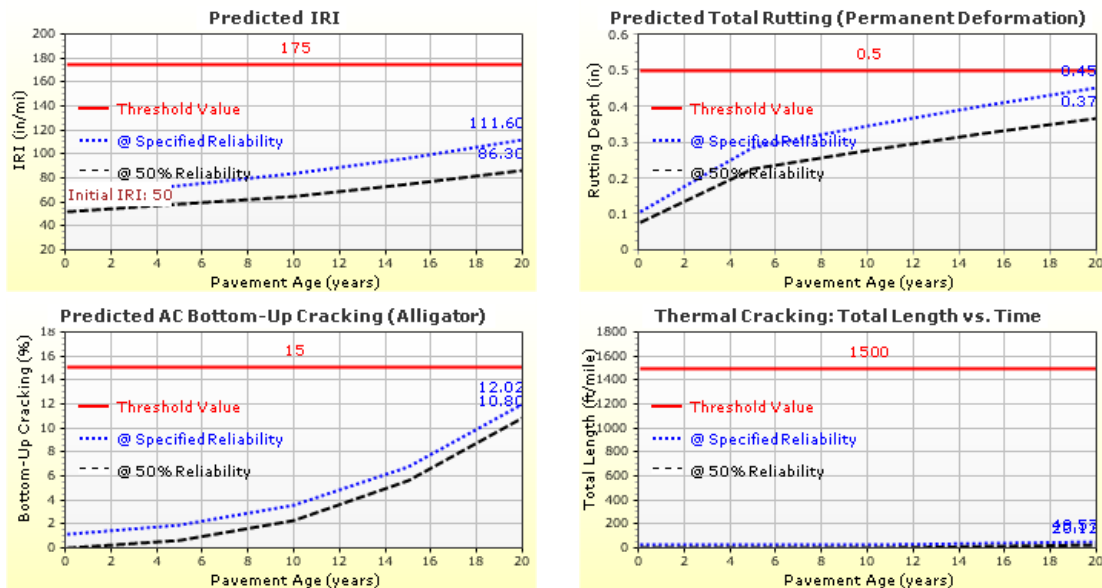 Predicted IRI
200
180
160
140
120
100
80
60
40
20
IRI (in/mi)
175
Threshold Value
@ Specified Reliability
@ 50% Reliability
111.60
86.30
Initial IRI: 50
0 2 4 6 8 10 12 14 16 18 20
Pavement Age (years)
Predicted Total Rutting (Permanent Deformation)
0.6
0.5
0.4
0.3
0.2
0.1
0
Rutting Depth (in)
0.5
0.45
0.37
Threshold Value
@ Specified Reliability
@ 50% Reliability
0 2 4 6 8 10 12 14 16 18 20
Pavement Age (years)
Predicted AC Bottom-Up Cracking (Alligator)
18
16
14
12
10
8
6
4
2
0
Bottom-Up Cracking (%)
15
12.02
10.80
Threshold Value
@ Specified Reliability
@ 50% Reliability
0 2 4 6 8 10 12 14 16 18 20
Pavement Age (years)
Thermal Cracking: Total Length vs. Time
1800
1600
1400
1200
1000
800
600
400
200
0
Total Length (ft/mile)
1500
Threshold Value
@ Specified Reliability
@ 50% Reliability
0 2 4 6 8 10 12 14 16 18 20
Pavement Age (years)